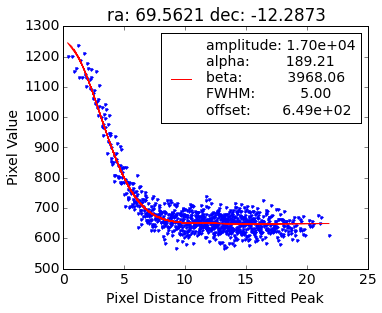 ra: 69.5621 dec: -12.2873
amplitude: 1.70e+04
alpha: 189.21
beta: 3968.06
FWHM: 5.00
offset: 6.49e+02
Pixel Value
1300
1200
1100
1000
900
800
700
600
500
0 5 10 15 20 25
Pixel Distance from Fitted Peak